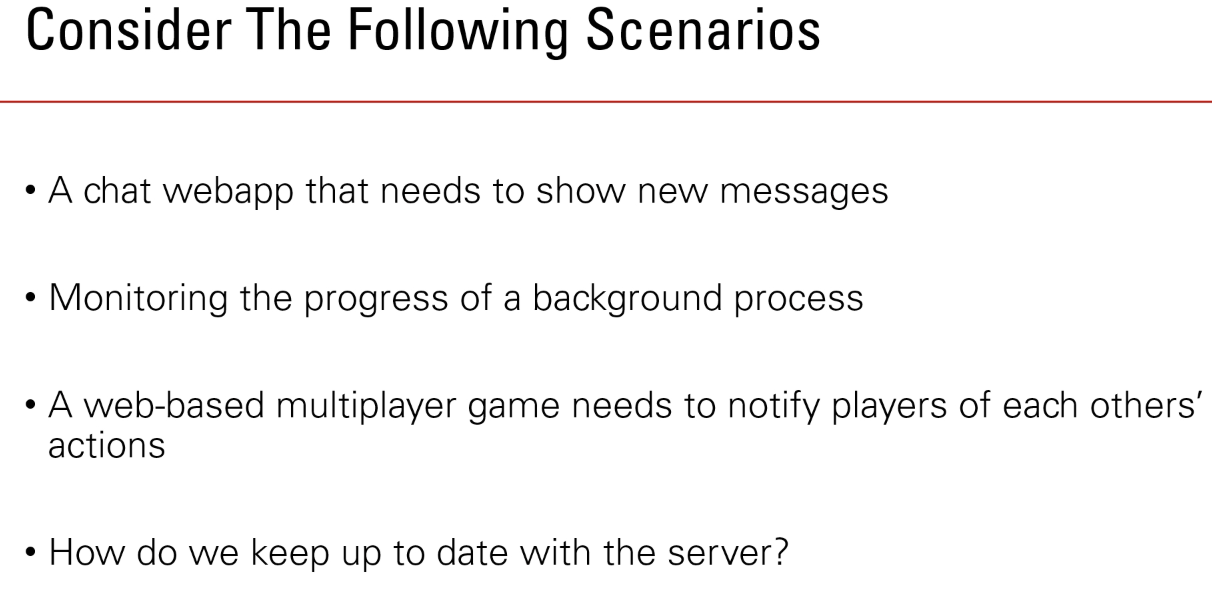 Consider The Following Scenarios
• A chat webapp that needs to show new messages
• Monitoring the progress of a background process
• A web-based multiplayer game needs to notify players of each others’
actions
• How do we keep up to date with the server?